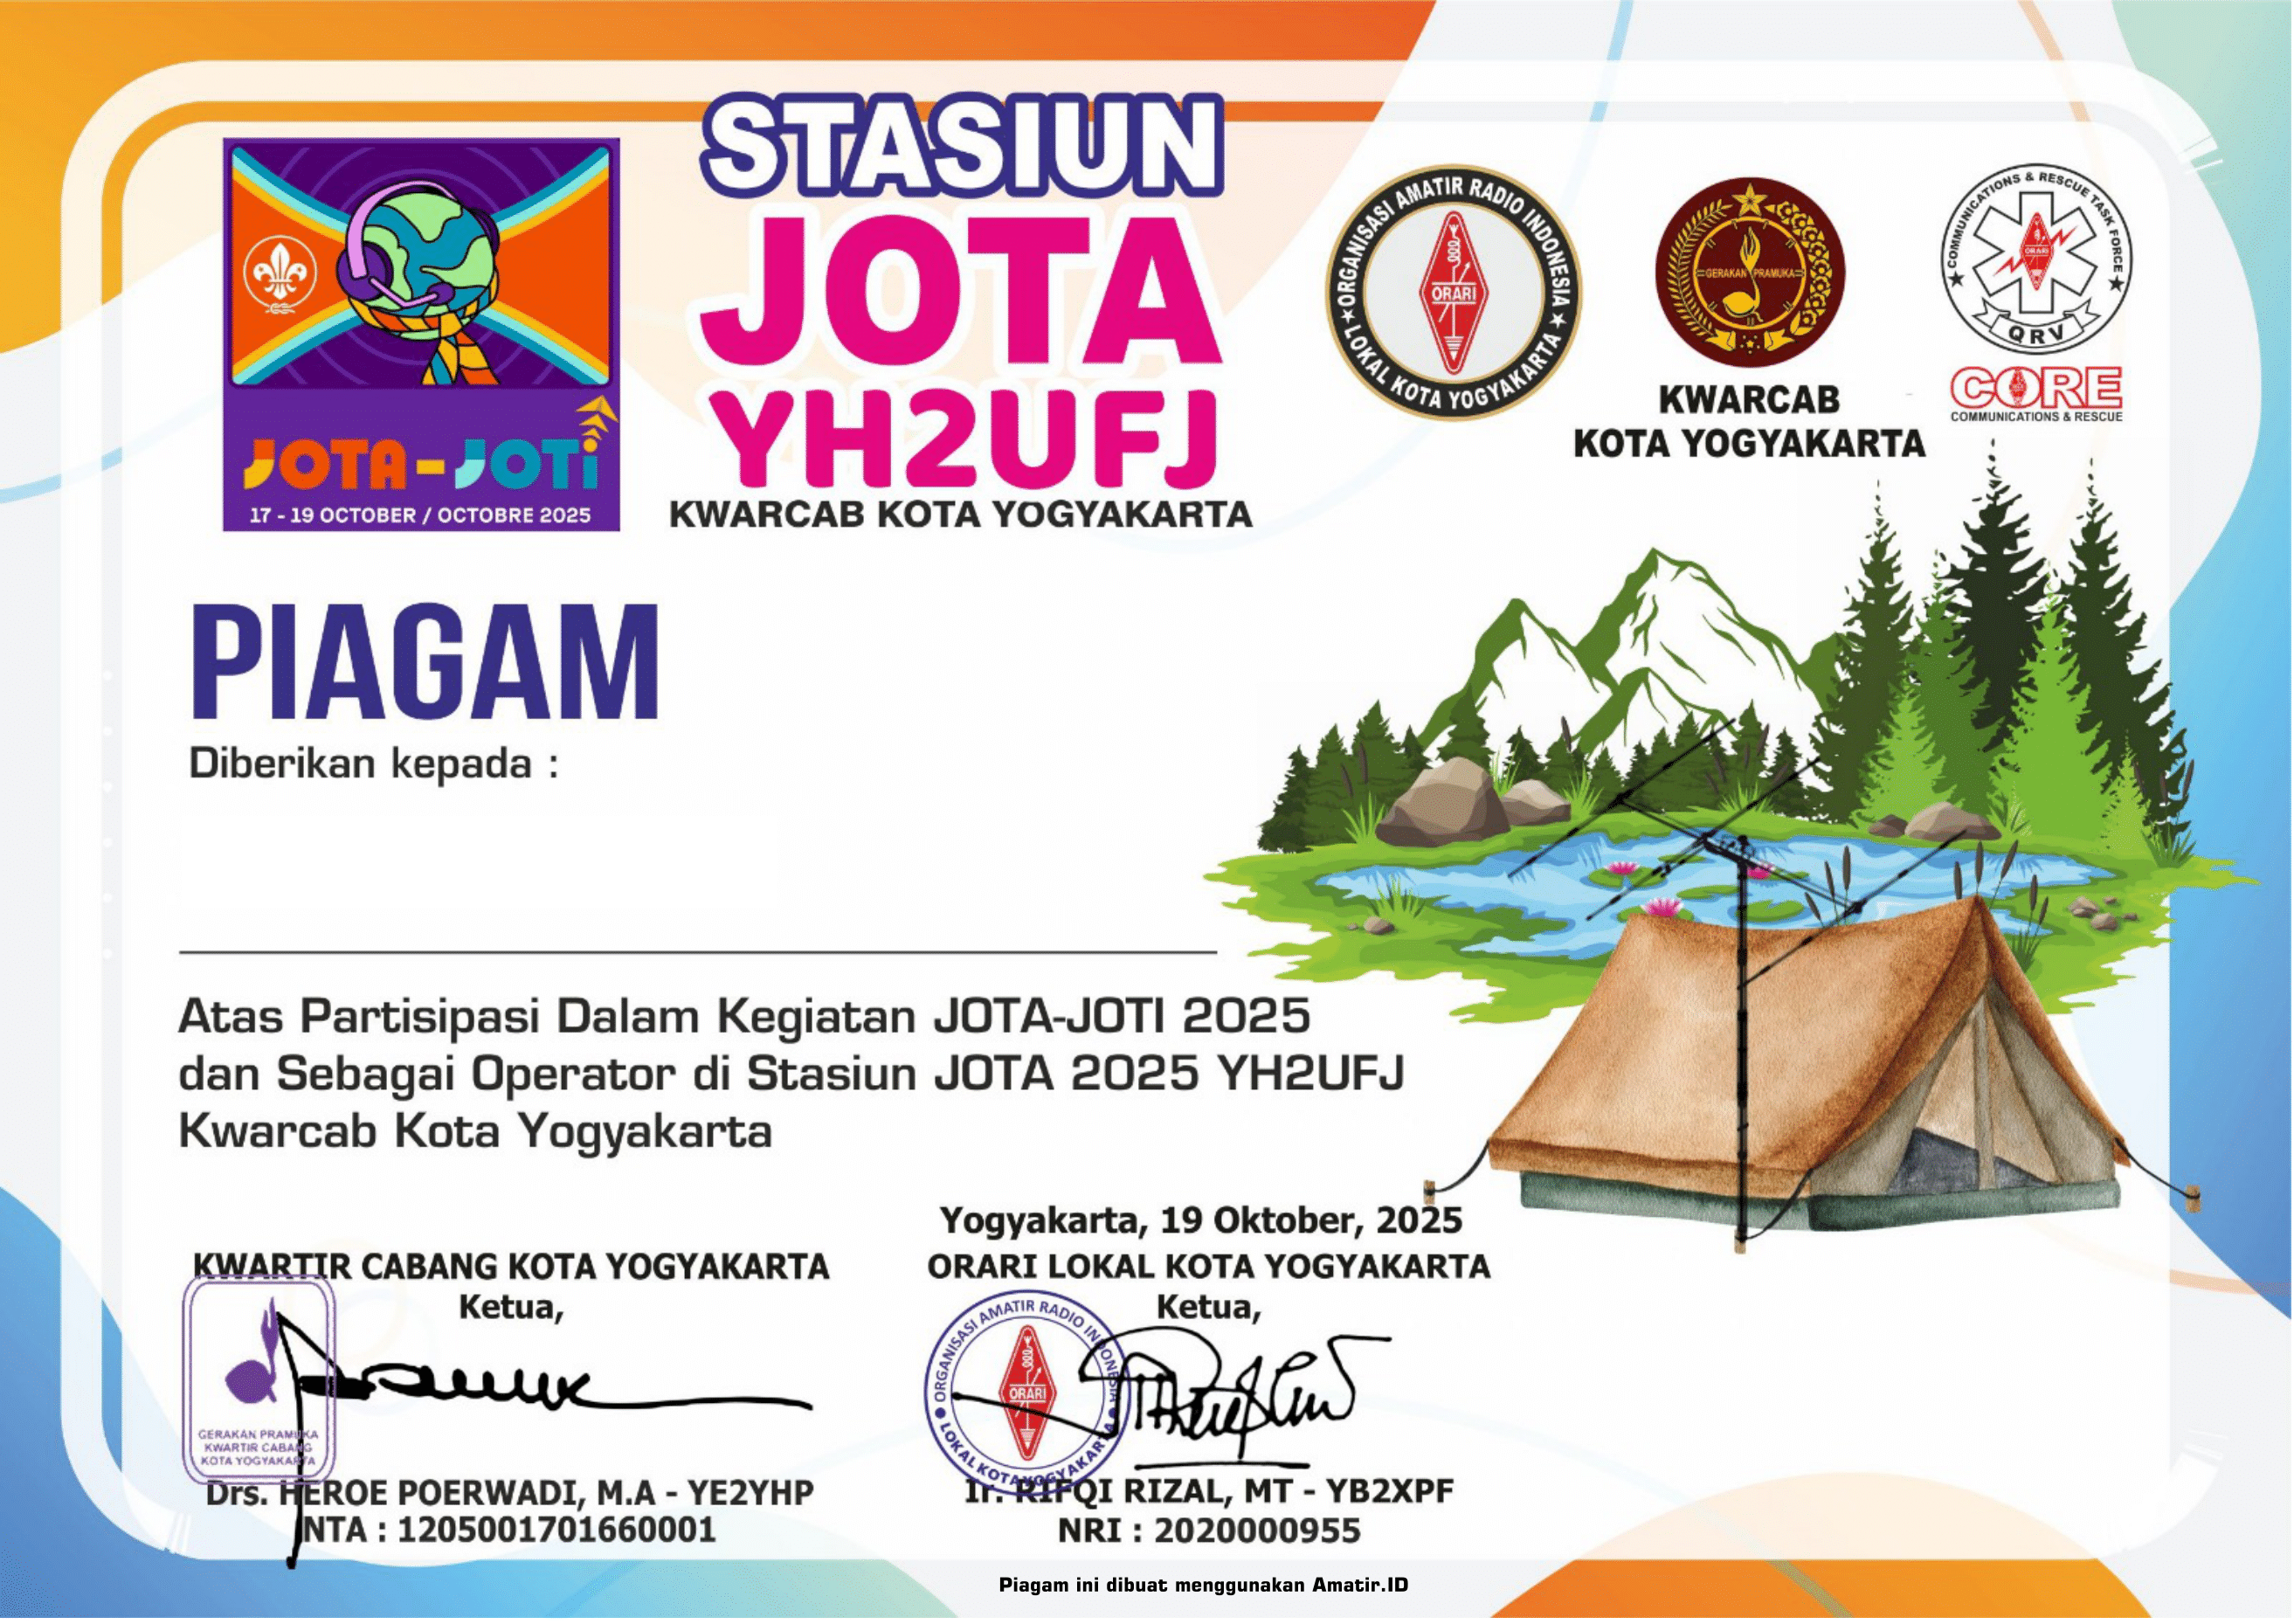 STASIUN
JOTA
YH2UFJ
KWARCAB KOTA YOGYAKARTA
JOTA-JOTi
17 - 19 OCTOBER / OCTOBRE 2025
ORGANISASI AMATIR RADIO INDONESIA
LOKAL KOTA YOGYAKARTA
ORARI
GERAKAN PRAMUKA
KWARCAB
KOTA YOGYAKARTA
COMMUNICATIONS & RESCUE TASK FORCE
ORARI
QRV
CORE
COMMUNICATIONS & RESCUE
PIAGAM
Diberikan kepada :
Atas Partisipasi Dalam Kegiatan JOTA-JOTI 2025
dan Sebagai Operator di Stasiun JOTA 2025 YH2UFJ
Kwarcab Kota Yogyakarta
Yogyakarta, 19 Oktober, 2025
KWARTIR CABANG KOTA YOGYAKARTA
Ketua,
GERAKAN PRAMUKA
KWARTIR CABANG
KOTA YOGYAKARTA
Drs. HEROE POERWADI, M.A - YE2YHP
NTA : 1205001701660001
ORARI LOKAL KOTA YOGYAKARTA
Ketua,
ORGANISASI AMATIR RADIO INDONESIA
LOKAL KOTA YOGYAKARTA
ORARI
Ir. RIFQI RIZAL, MT - YB2XPF
NRI : 2020000955
Piagam ini dibuat menggunakan Amatir.ID